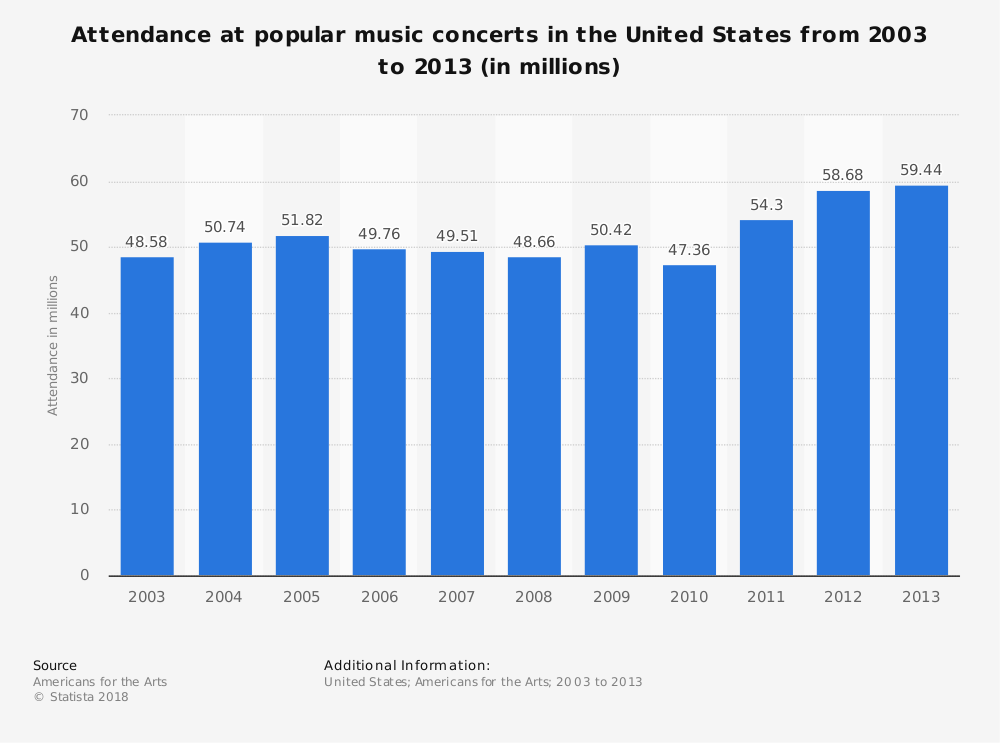 Attendance at popular music concerts in the United States from 2003
to 2013 (in millions)
Attendance in millions
70
60
50
40
30
20
10
0
48.58
50.74
51.82
49.76
49.51
48.66
50.42
47.36
54.3
58.68
59.44
2003 2004 2005 2006 2007 2008 2009 2010 2011 2012 2013
Source
Americans for the Arts
© Statista 2018
Additional Information:
United States; Americans for the Arts; 2003 to 2013